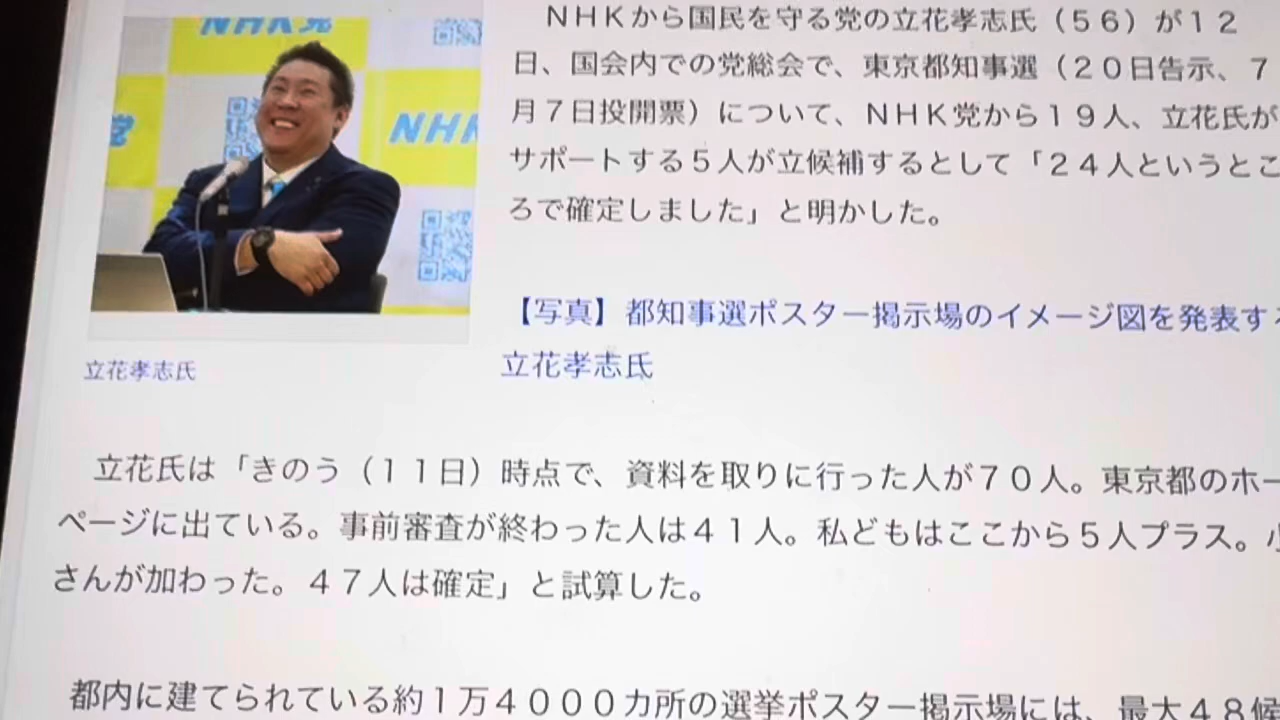 NHK党
党
NHK
立花孝志氏
NHKから国民を守る党の立花孝志氏(56)が12
日、国会内での党総会で、東京都知事選(20日告示、7
月7日投開票)について、NHK党から19人、立花氏が
サポートする5人が立候補するとして「24人というとこ
ろで確定しました」と明かした。
【写真】都知事選ポスター掲示場のイメージ図を発表す
立花孝志氏
立花氏は「きのう(11日)時点で、資料を取りに行った人が70人。東京都のホー
ページに出ている。事前審査が終わった人は41人。私どもはここから5人プラス。
さんが加わった。47人は確定」と試算した。
都内に建てられている約1万4000カ所の選挙ポスター掲示場には、最大48候